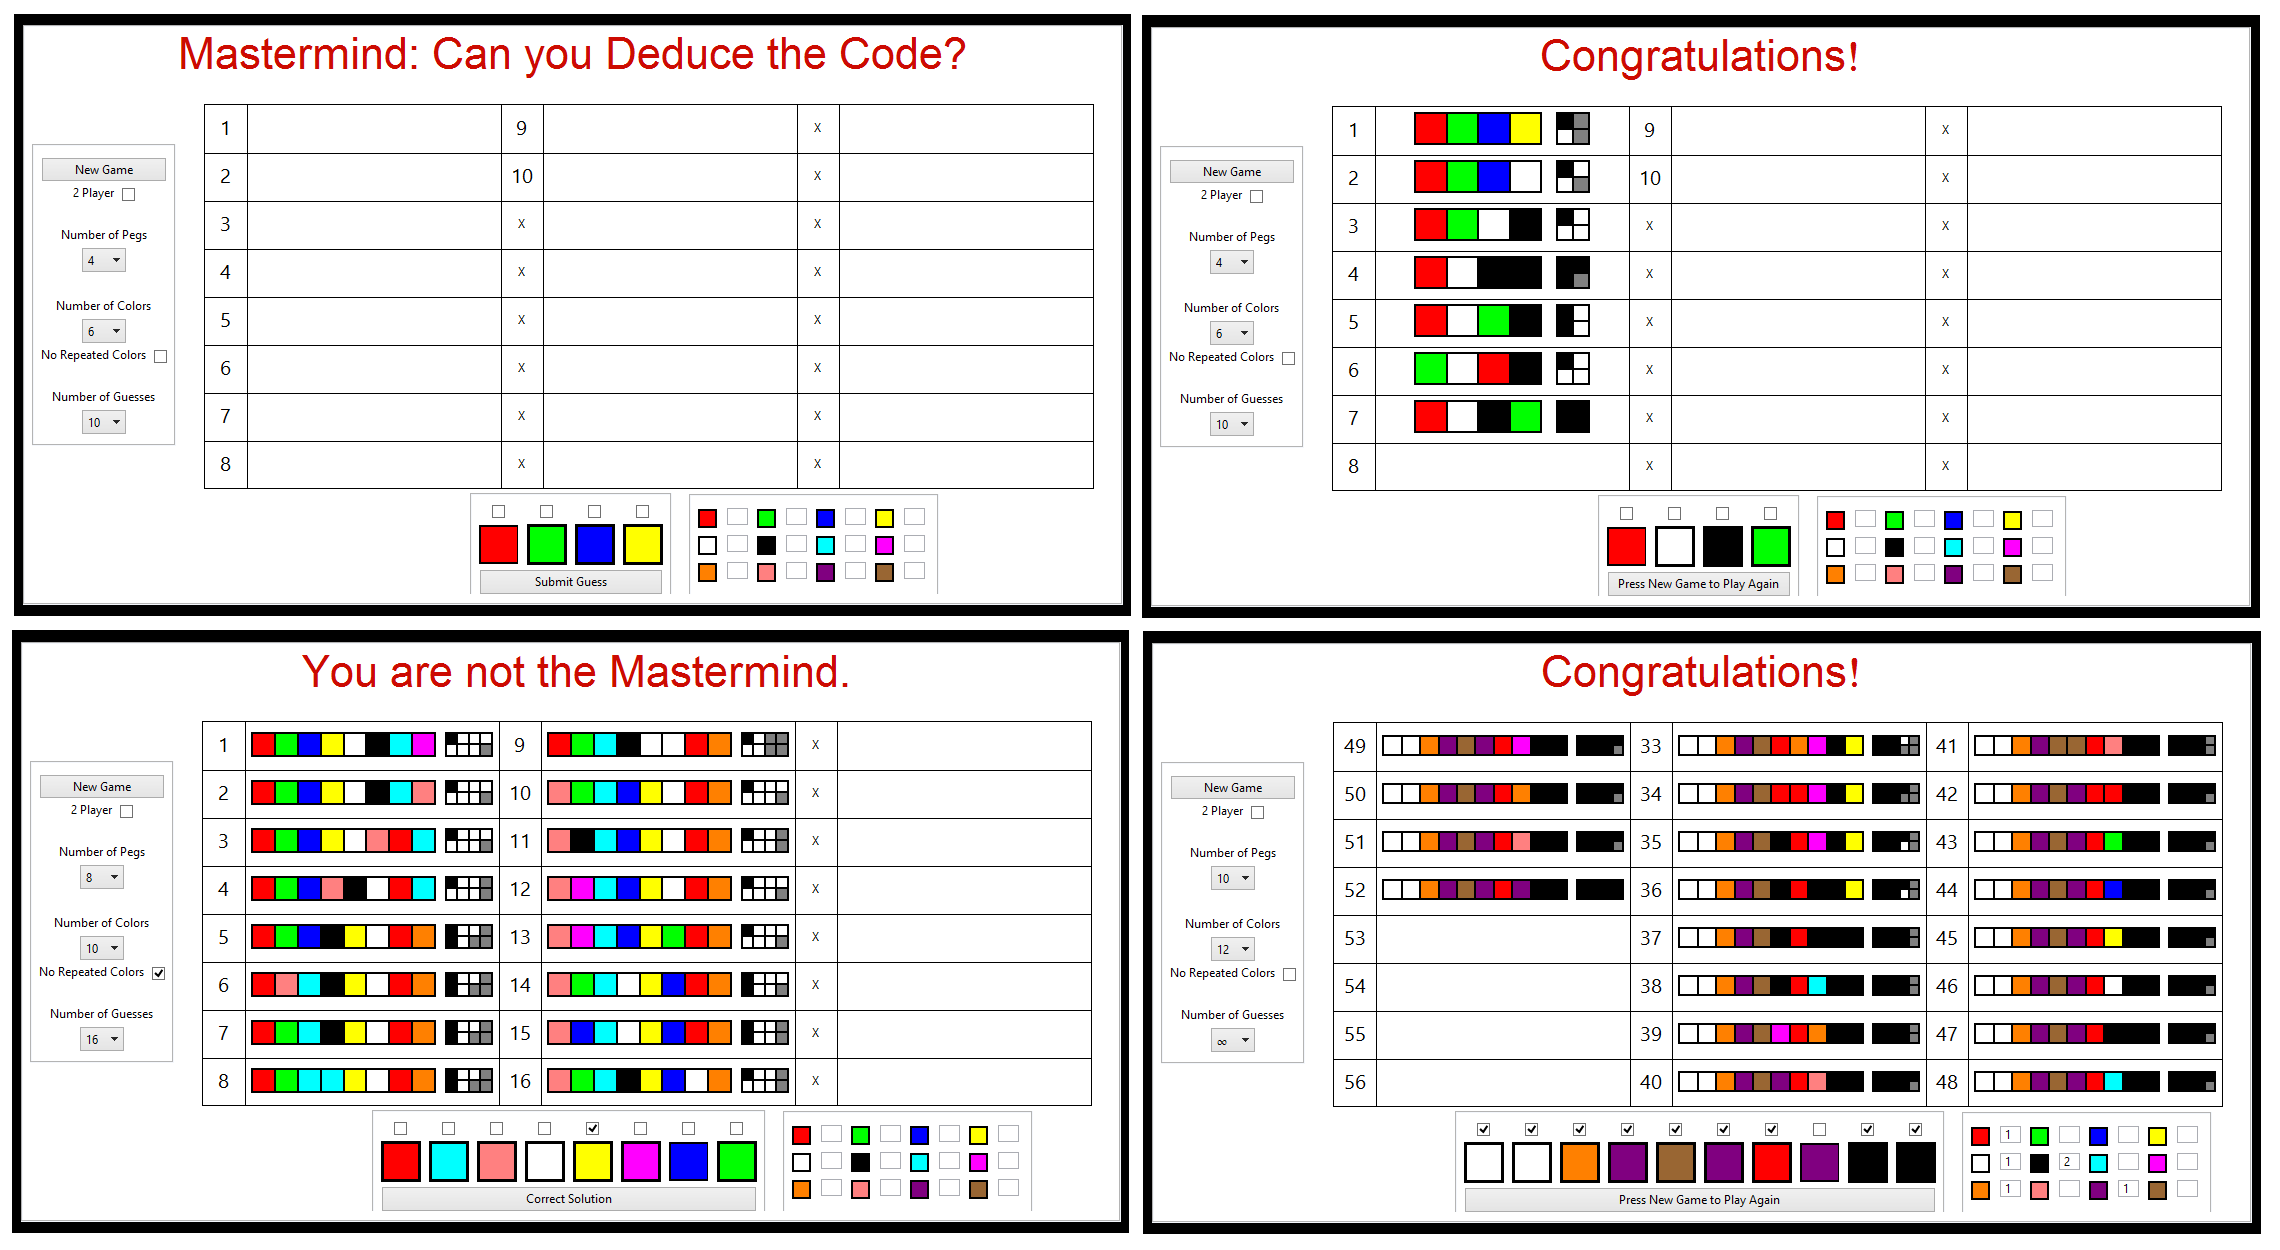 Mastermind: Can you Deduce the Code?
New Game
2 Player
Number of Pegs
4
Number of Colors
6
No Repeated Colors
Number of Guesses
10
1 9 X
2 10 X
3 X X
4 X X
5 X X
6 X X
7 X X
8 X X
Submit Guess
Congratulations!
New Game
2 Player
Number of Pegs
4
Number of Colors
6
No Repeated Colors
Number of Guesses
10
1 9 X
2 10 X
3 X X
4 X X
5 X X
6 X X
7 X X
8 X X
Press New Game to Play Again
You are not the Mastermind.
New Game
2 Player
Number of Pegs
8
Number of Colors
10
No Repeated Colors
Number of Guesses
16
1 9 X
2 10 X
3 11 X
4 12 X
5 13 X
6 14 X
7 15 X
8 16 X
Correct Solution
Congratulations!
New Game
2 Player
Number of Pegs
10
Number of Colors
12
No Repeated Colors
Number of Guesses
∞
49 33 41
50 34 42
51 35 43
52 36 44
53 37 45
54 38 46
55 39 47
56 40 48
Press New Game to Play Again
1
1 2
1 1